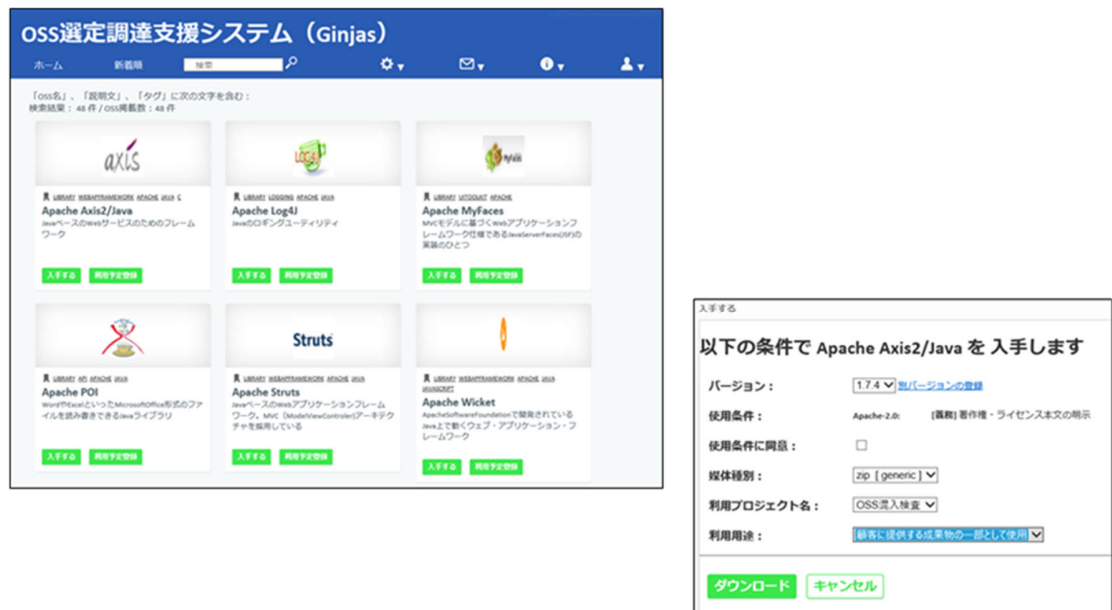 OSS選定調達支援システム（Ginjas）
ホーム 新着順 検索
「OSS名」、「説明文」、「タグ」に次の文字を含む：
検索結果： 48 件 / OSS掲載数：48 件
axis
LIBRARY WEBAPFRAMEWORK APACHE JAVA C
Apache Axis2/Java
JavaベースのWebサービスのためのフレーム
ワーク
入手する 利用予定登録
LOG4J
LIBRARY LOGGING APACHE JAVA
Apache Log4J
Javaのロギングユーティリティ
入手する 利用予定登録
MyFaces
LIBRARY UITOOLKIT APACHE
Apache MyFaces
MVCモデルに基づくWebアプリケーションフ
レームワーク仕様であるJavaServerFaces(JSF)の
実装のひとつ
入手する 利用予定登録
LIBRARY API APACHE JAVA
Apache POI
WordやExcelといったMicrosoftOffice形式のファ
イルを読み書きできるJavaライブラリ
入手する 利用予定登録
Struts
LIBRARY WEBAPFRAMEWORK APACHE JAVA
Apache Struts
JavaベースのWebアプリケーションフレーム
ワーク。MVC（ModelViewControler)アーキテク
チャを採用している
入手する 利用予定登録
LIBRARY WEBAPFRAMEWORK APACHE JAVA
JAVASCRIPT
Apache Wicket
ApacheSoftwareFoundationで開発されている
Java上で動くウェブ・アプリケーション・フ
レームワーク
入手する 利用予定登録
入手する
以下の条件で Apache Axis2/Java を 入手します
バージョン： 1.7.4 別バージョンの登録
使用条件： Apache-2.0: [義務] 著作権・ライセンス本文の明示
使用条件に同意：
媒体種別： zip [ generic ]
利用プロジェクト名： OSS混入検査
利用用途： 顧客に提供する成果物の一部として使用
ダウンロード キャンセル